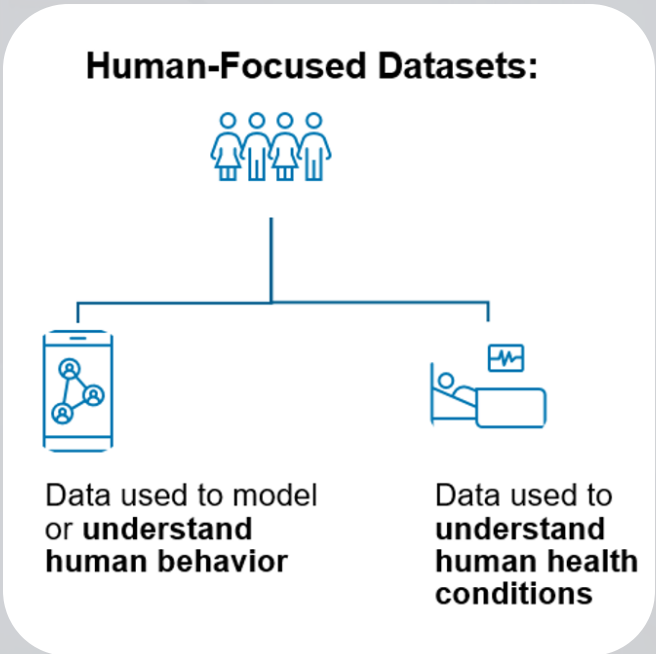 Human-Focused Datasets:
Data used to model
or understand
human behavior
Data used to
understand
human health
conditions